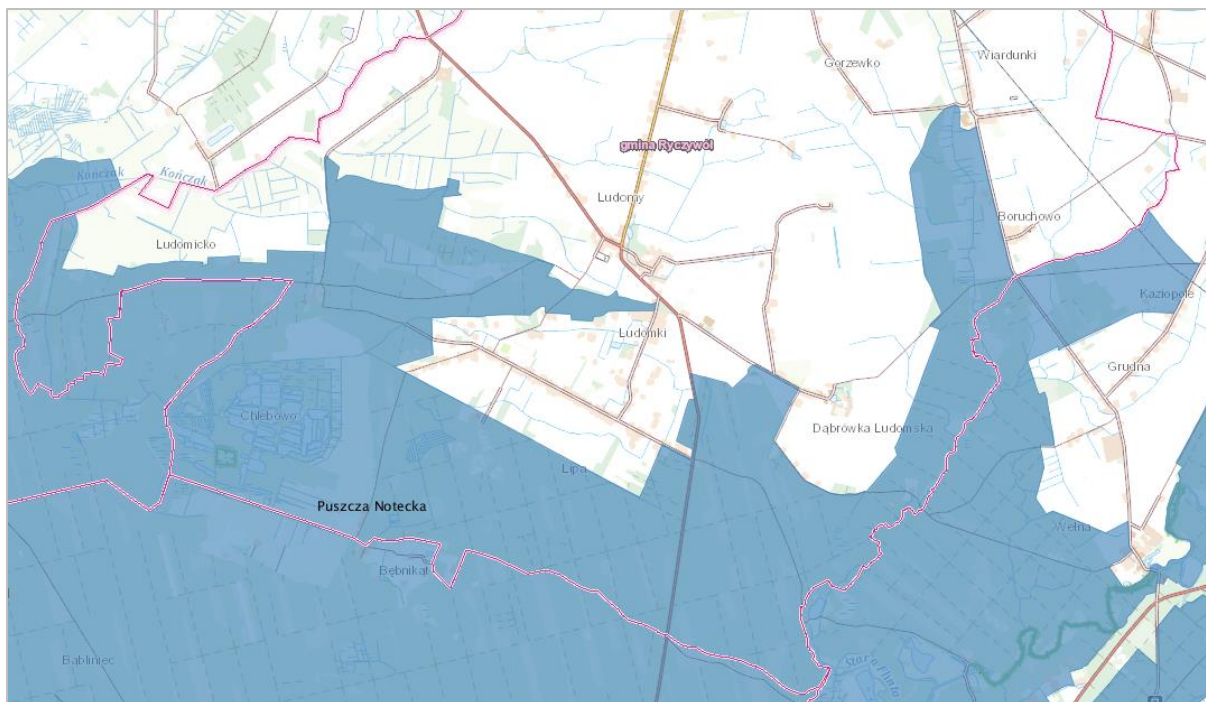 Wiardunki
Gorzewko
gmina Ryczywół
Kończak
Kończak
Ludomy
Boruchowo
Ludomicko
Kaziopole
Ludomki
Grudna
Chlebowo
Dąbrówka Ludomska
Lipa
Puszcza Notecka
Wełna
Bębnikąt
Bąbliniec
Stara Flinta